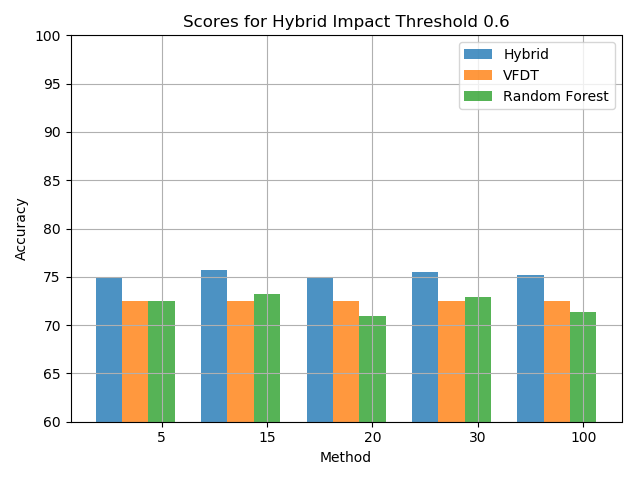 Scores for Hybrid Impact Threshold 0.6
100
95
90
85
80
75
70
65
60
Accuracy
Hybrid
VFDT
Random Forest
5 15 20 30 100
Method